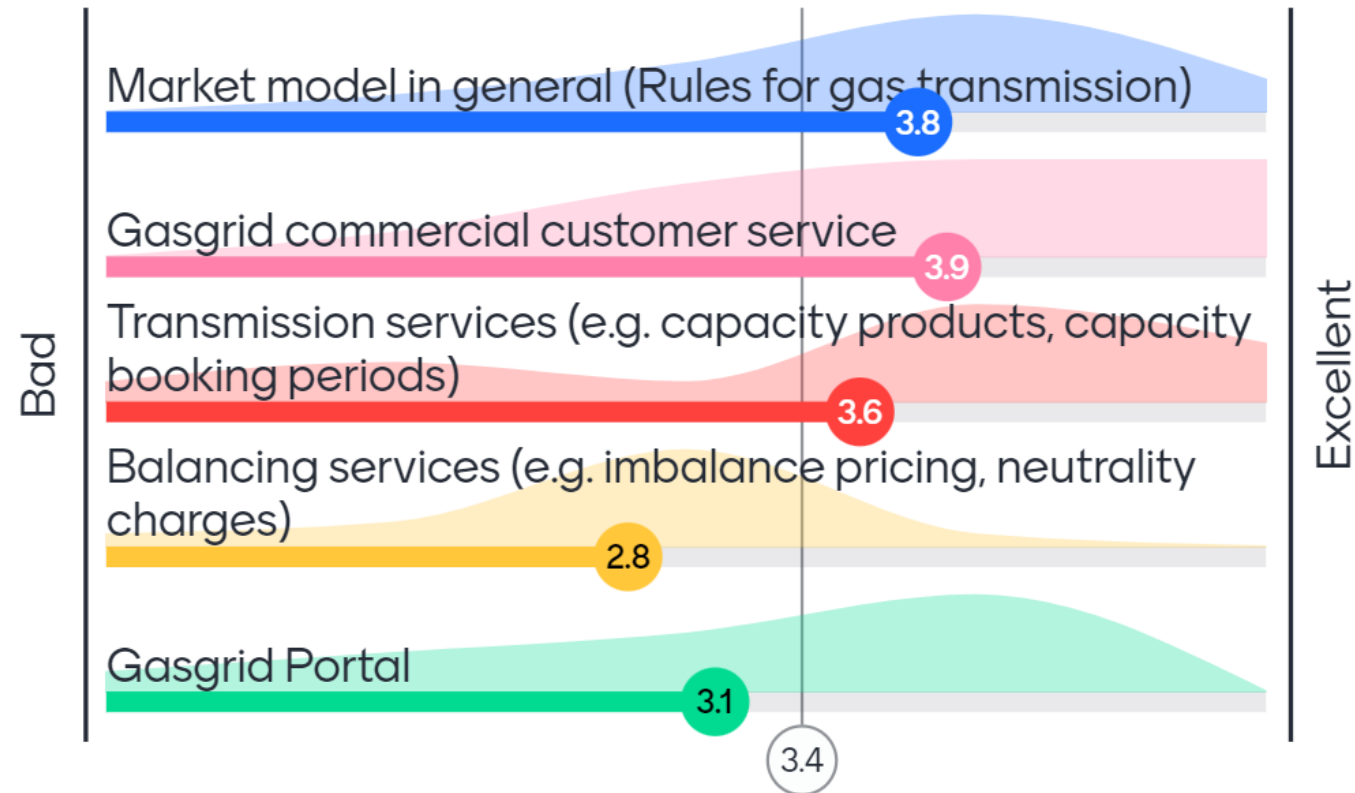 Market model in general (Rules for gas transmission)
3.8
Gasgrid commercial customer service
3.9
Transmission services (e.g. capacity products, capacity
booking periods)
3.6
Bad
Excellent
Balancing services (e.g. imbalance pricing, neutrality
charges)
2.8
Gasgrid Portal
3.1
3.4